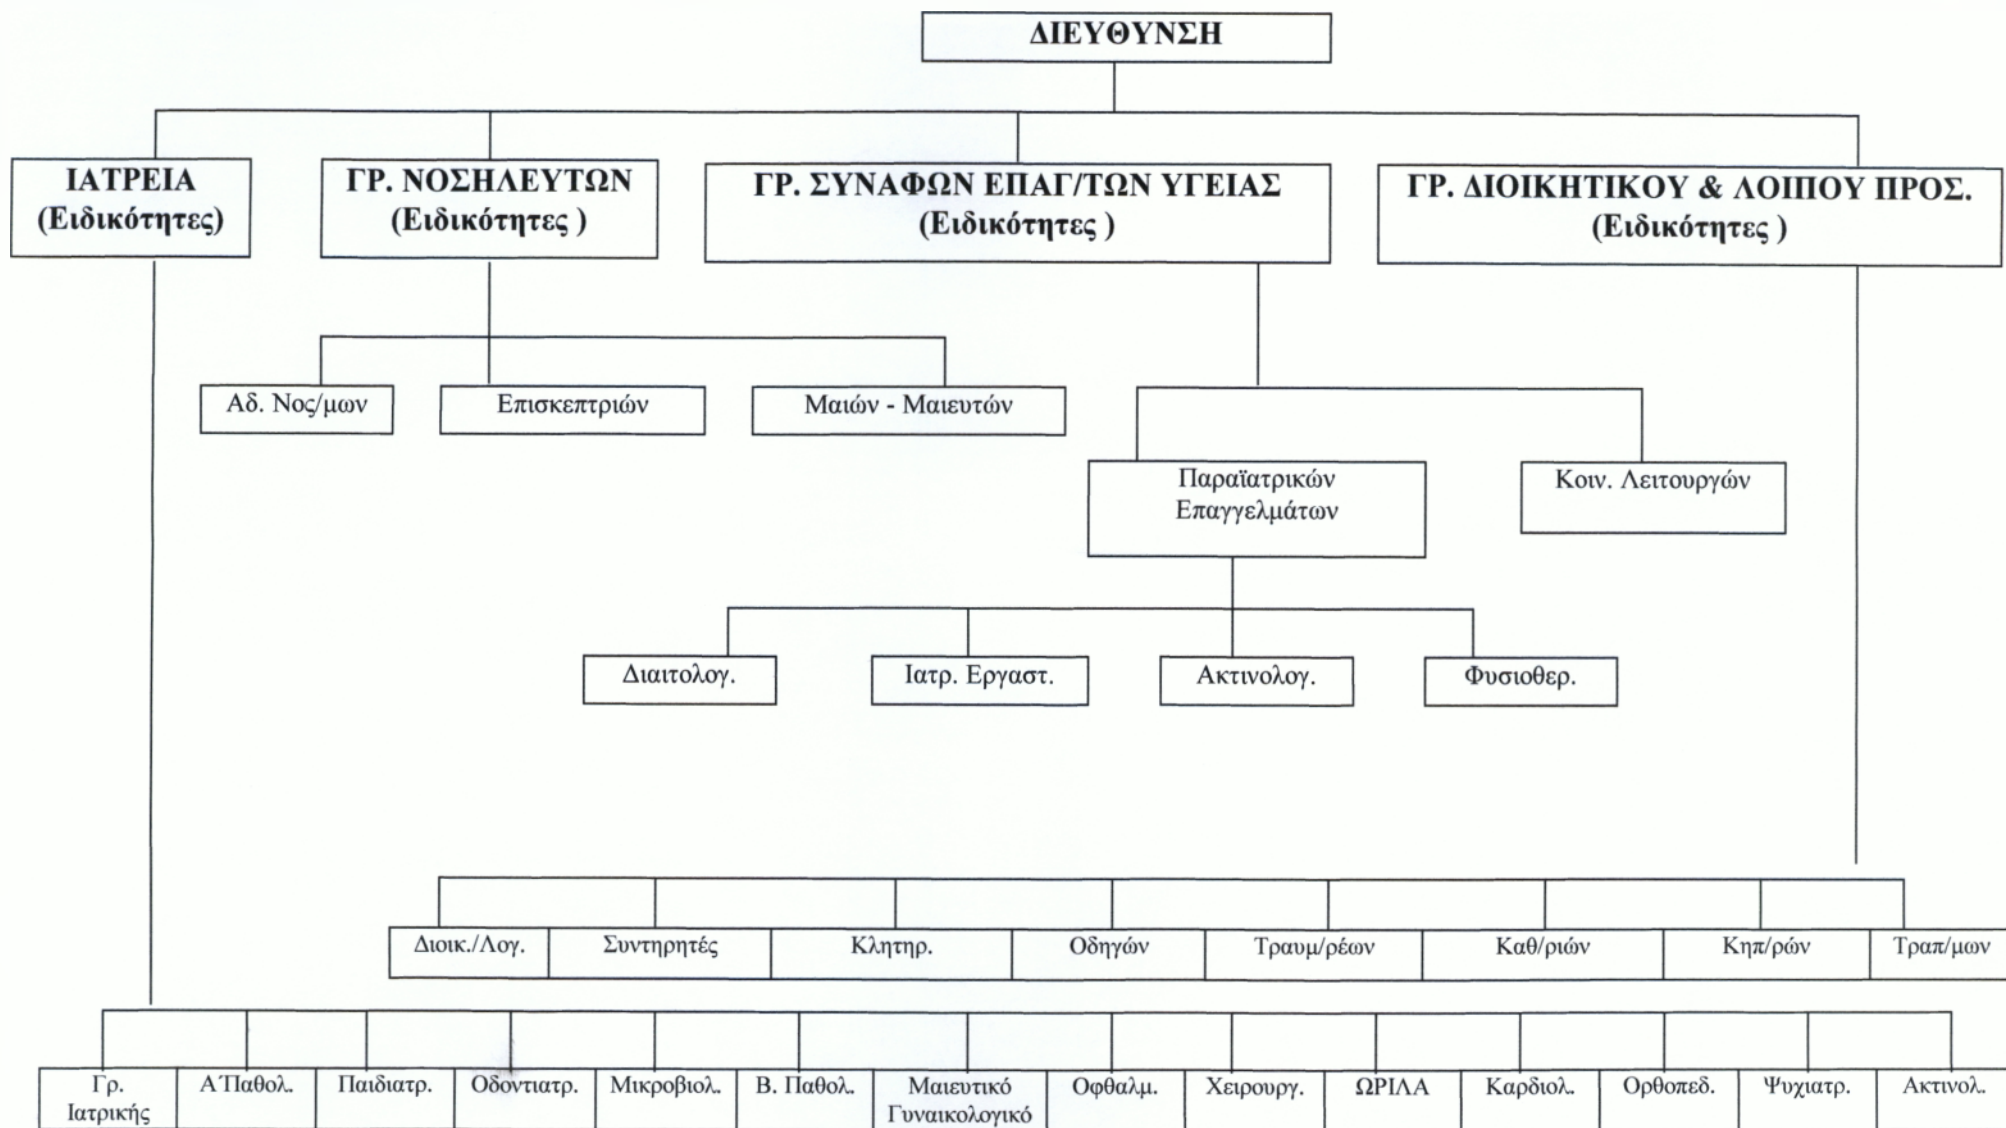 ΔΙΕΥΘΥΝΣΗ
ΙΑΤΡΕΙΑ
(Ειδικότητες)
ΓΡ. ΝΟΣΗΛΕΥΤΩΝ
(Ειδικότητες )
ΓΡ. ΣΥΝΑΦΩΝ ΕΠΑΓ/ΤΩΝ ΥΓΕΙΑΣ
(Ειδικότητες )
ΓΡ. ΔΙΟΙΚΗΤΙΚΟΥ & ΛΟΙΠΟΥ ΠΡΟΣ.
(Ειδικότητες )
Αδ. Νος/μων
Επισκεπτριών
Μαιών - Μαιευτών
Παραϊατρικών
Επαγγελμάτων
Κοιν. Λειτουργών
Διαιτολογ.
Ιατρ. Εργαστ.
Ακτινολογ.
Φυσιοθερ.
Διοικ./Λογ.
Συντηρητές
Κλητηρ.
Οδηγών
Τραυμ/ρέων
Καθ/ριών
Κηπ/ρών
Τραπ/μων
Γρ.
Ιατρικής
Α΄Παθολ.
Παιδιατρ.
Οδοντιατρ.
Μικροβιολ.
Β. Παθολ.
Μαιευτικό
Γυναικολογικό
Οφθαλμ.
Χειρουργ.
ΩΡΙΛΑ
Καρδιολ.
Ορθοπεδ.
Ψυχιατρ.
Ακτινολ.